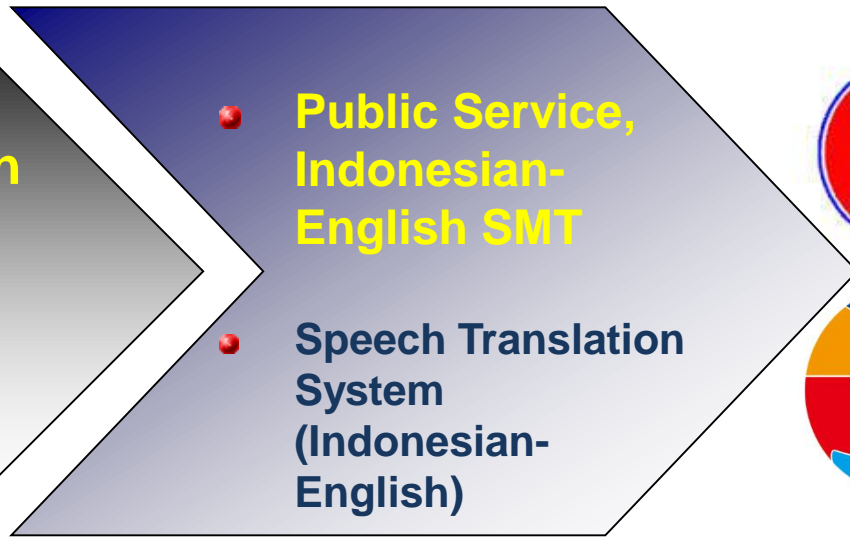 Public Service,
Indonesian-
English SMT
Speech Translation
System
(Indonesian-
English)